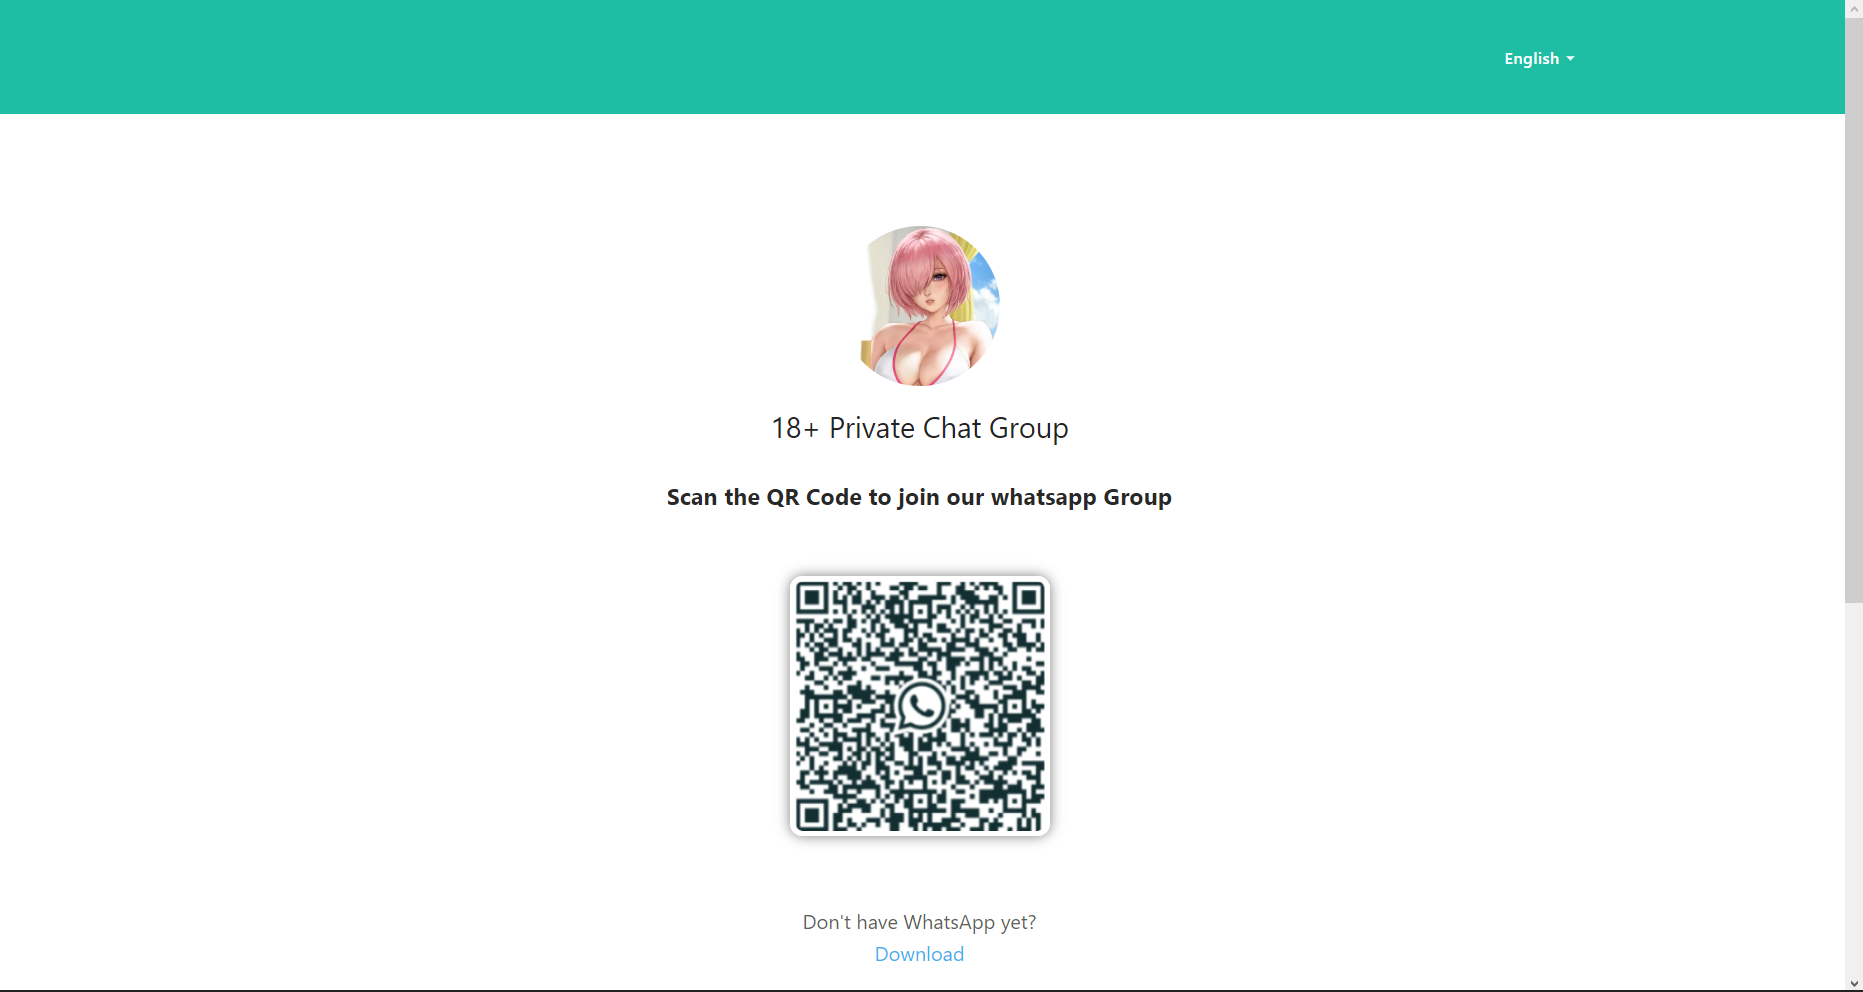 English
18+ Private Chat Group
Scan the QR Code to join our whatsapp Group
Don't have WhatsApp yet?
Download